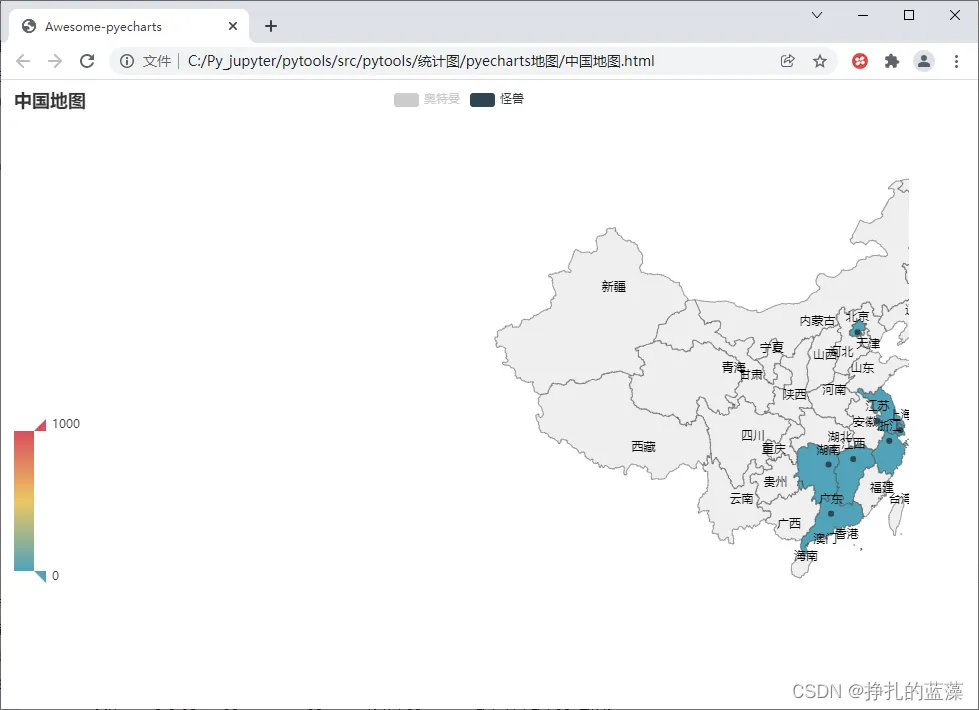 Awesome-pyecharts
文件 | C:/Py_jupyter/pytools/src/pytools/统计图/pyecharts地图/中国地图.html
中国地图
奥特曼 怪兽
新疆
内蒙古
北京
宁夏
天津
山西
河北
青海
甘肃
山东
陕西
河南
江苏
上海
安徽
浙江
四川
湖北
江西
重庆
湖南
西藏
贵州
福建
云南
广东
台湾
广西
澳门
香港
海南
1000
0
CSDN @挣扎的蓝藻